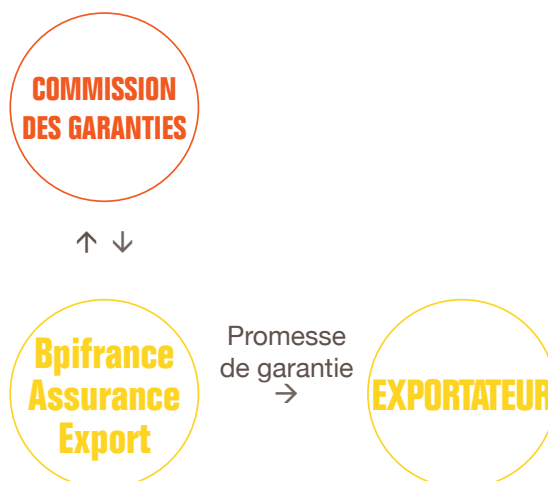 COMMISSION
DES GARANTIES
↑ ↓
Bpifrance
Assurance
Export
Promesse
de garantie
→
EXPORTATEUR